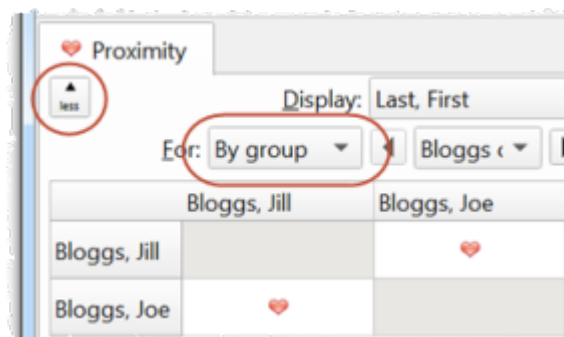 Proximity
less
Display: Last, First
For: By group Bloggs
Bloggs, Jill Bloggs, Joe
Bloggs, Jill
Bloggs, Joe